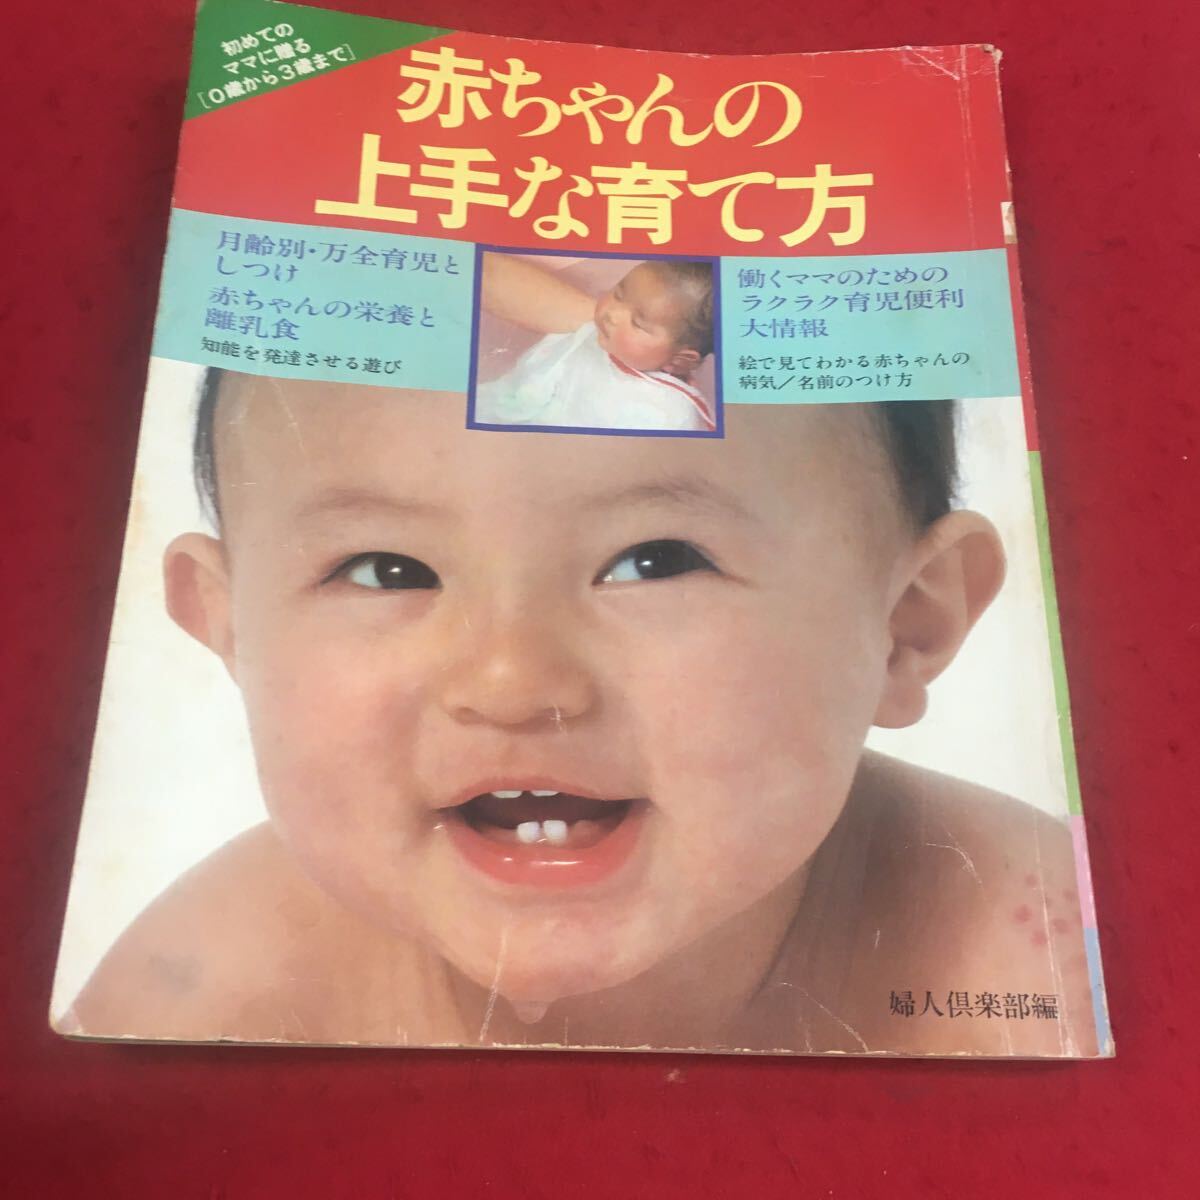 初めての
ママに贈る
[0歳から3歳まで]
赤ちゃんの
上手な育て方
月齢別・万全育児と
しつけ
赤ちゃんの栄養と
離乳食
知能を発達させる遊び
働くママのための
ラクラク育児便利
大情報
絵で見てわかる赤ちゃんの
病気/名前のつけ方
婦人倶楽部編